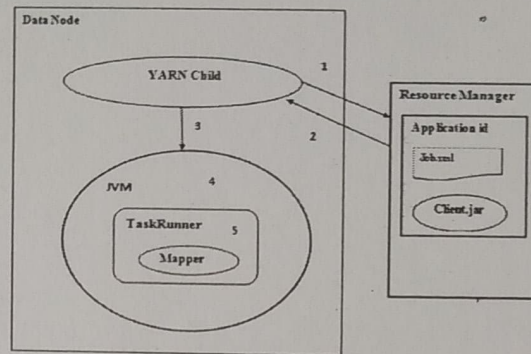 Data Node
YARN Child
1
Resource Manager
Application id
3
2
Job.xml
JVM
4
Client.jar
TaskRunner
5
Mapper